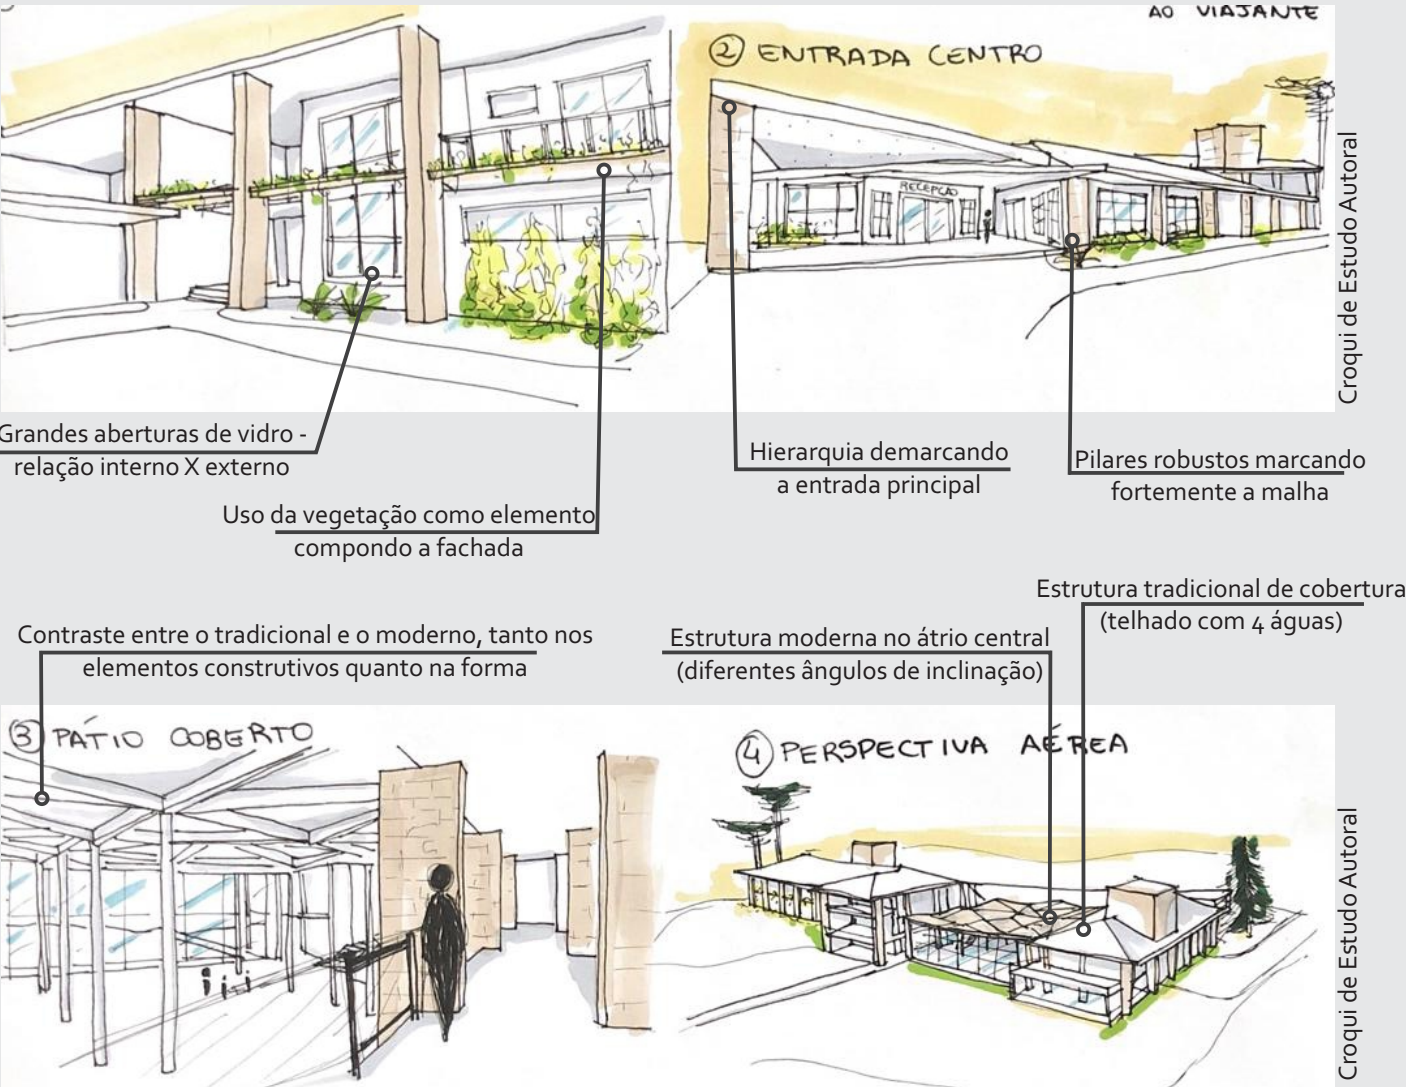 AO VIAJANTE
2 ENTRADA CENTRO
RECEPÇÃO
Croqui de Estudo Autoral
Grandes aberturas de vidro -
relação interno X externo
Uso da vegetação como elemento
compondo a fachada
Hierarquia demarcando
a entrada principal
Pilares robustos marcando
fortemente a malha
Contraste entre o tradicional e o moderno, tanto nos
elementos construtivos quanto na forma
Estrutura moderna no átrio central
(diferentes ângulos de inclinação)
Estrutura tradicional de cobertura
(telhado com 4 águas)
3 PÁTIO COBERTO
4 PERSPECTIVA AÉREA
Croqui de Estudo Autoral